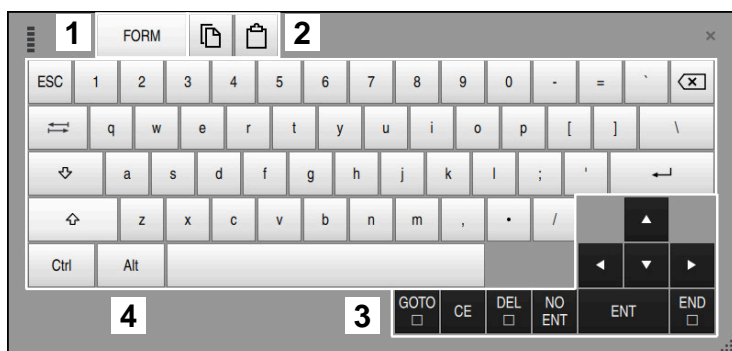 1 FORM 2 ×
ESC 1 2 3 4 5 6 7 8 9 0 - = `
q w e r t y u i o p [ ] \
a s d f g h j k l ; '
z x c v b n m , • /
Ctrl Alt
4 3 GOTO CE DEL NO ENT ENT END